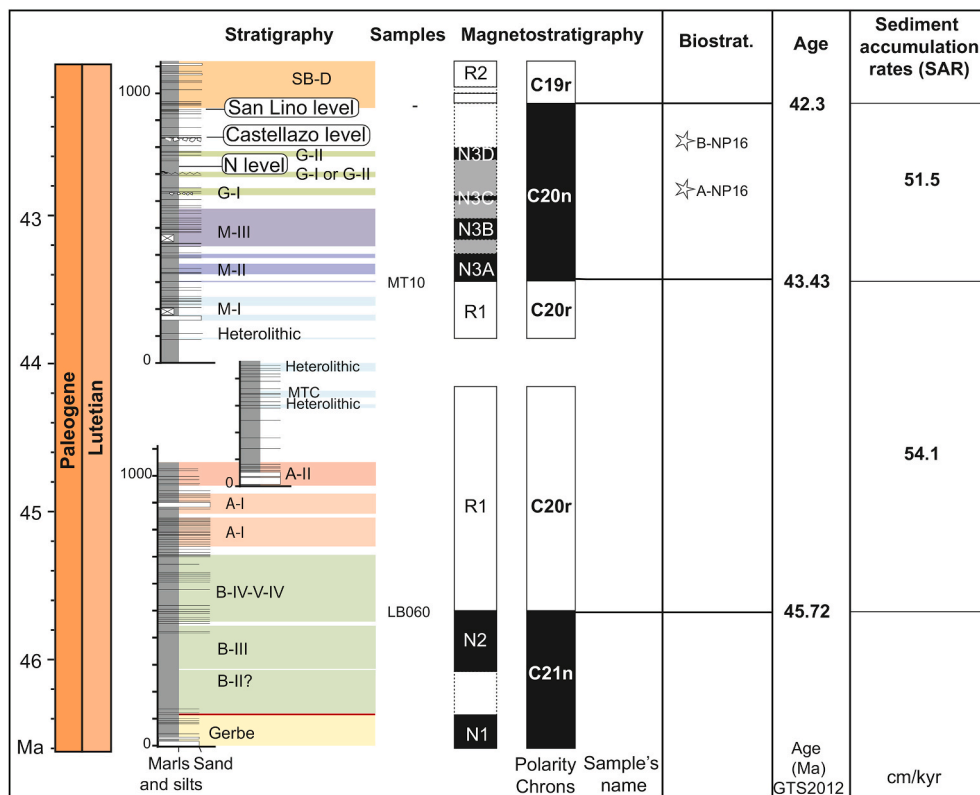 Stratigraphy
Samples
Magnetostratigraphy
Biostrat.
Age
Sediment
accumulation
rates (SAR)
1000
SB-D
-
R2
C19r
42.3
San Lino level
Castellazo level
G-II
N3D
B-NP16
N level
G-I or G-II
G-I
N3C
C20n
A-NP16
51.5
43
M-III
N3B
M-II
N3A
MT10
43.43
M-I
R1
C20r
Heterolithic
44
0
Heterolithic
MTC
Heterolithic
Paleogene
Lutetian
54.1
1000
A-II
0
A-I
45
R1
C20r
A-I
B-IV-V-IV
LB060
45.72
N2
B-III
46
B-II?
C21n
Gerbe
N1
Ma
0
Marls Sand
and silts
Polarity
Chrons
Sample's
name
Age
(Ma)
GTS2012
cm/kyr